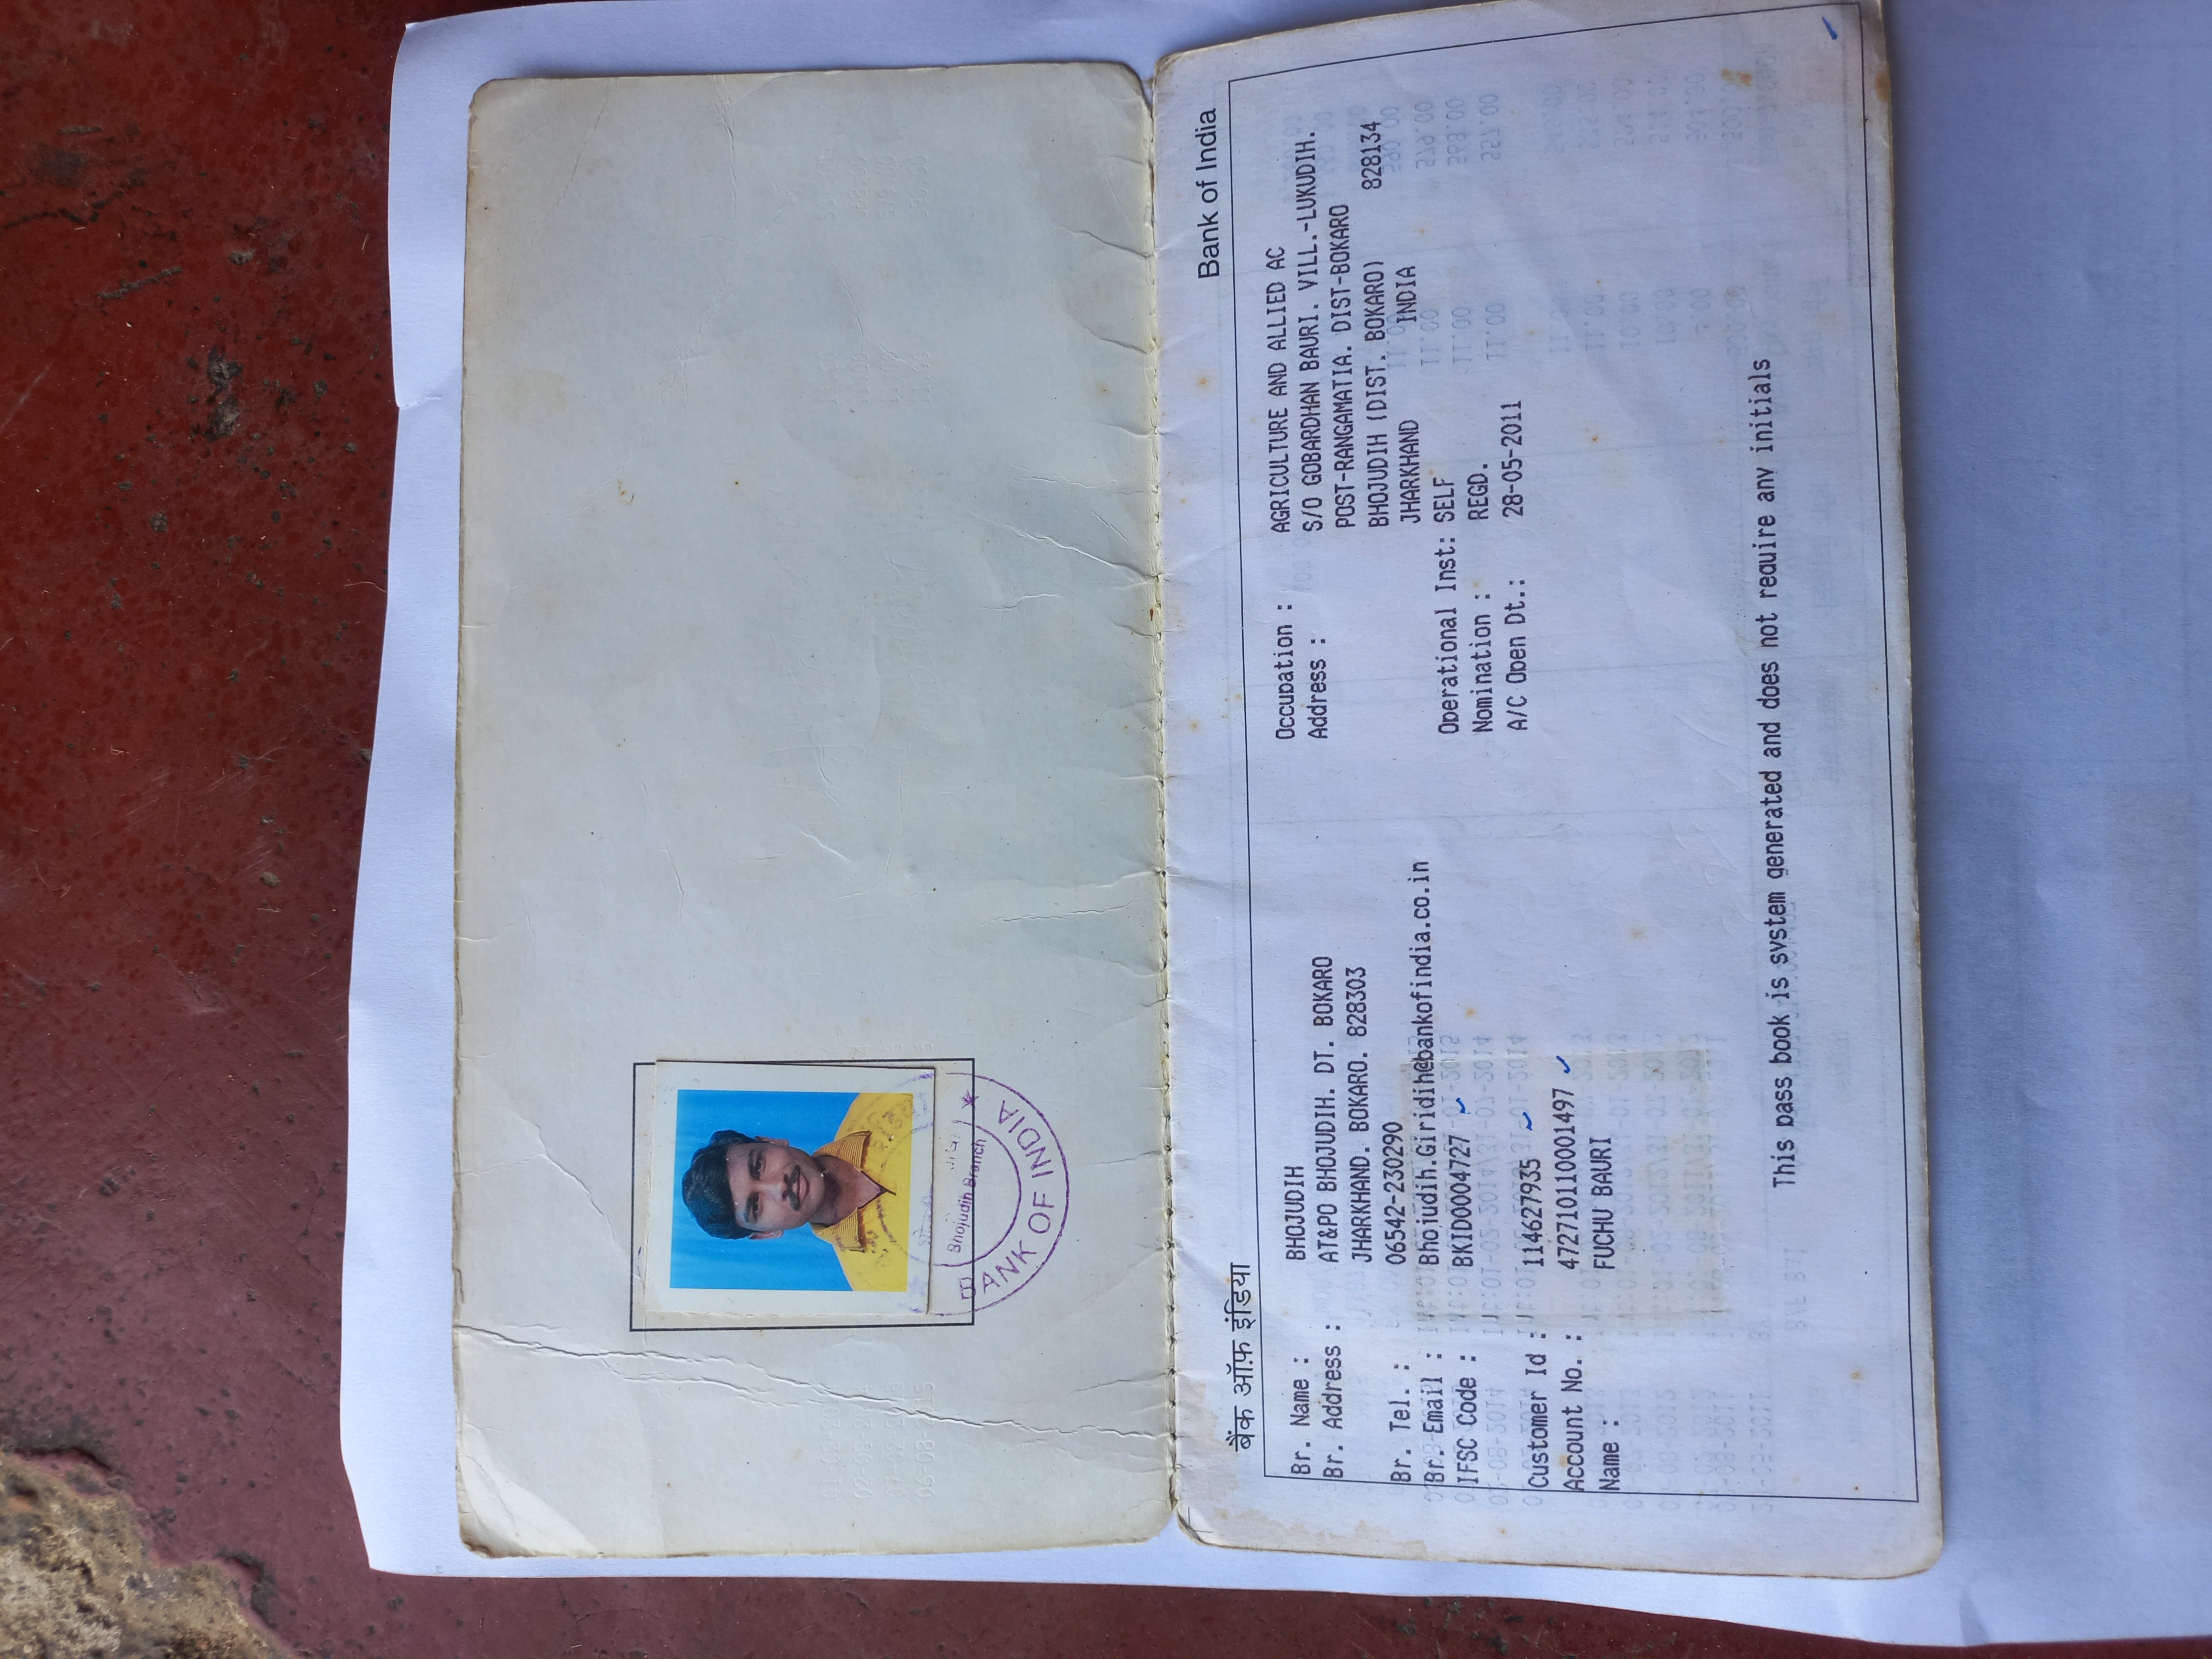 Bhojudih Branch
BANK OF INDIA
बैंक ऑफ़ इंडिया Bank of India
Br. Name : BHOJUDIH
Br. Address : AT&PO BHOJUDIH. DT. BOKARO
JHARKHAND. BOKARO. 828303
Br. Tel. : 06542-230290
Br. Email : Bhojudih.Giridih@bankofindia.co.in
IFSC Code : BKID0004727
Customer Id : 114627935
Account No. : 472710110001497
Name : FUCHU BAURI
Occupation : AGRICULTURE AND ALLIED AC
Address : S/O GOBARDHAN BAURI. VILL.-LUKUDIH.
POST-RANGAMATIA. DIST-BOKARO
BHOJUDIH (DIST. BOKARO) 828134
JHARKHAND INDIA
Operational Inst: SELF
Nomination : REGD.
A/C Open Dt.: 28-05-2011
This pass book is system generated and does not require any initials